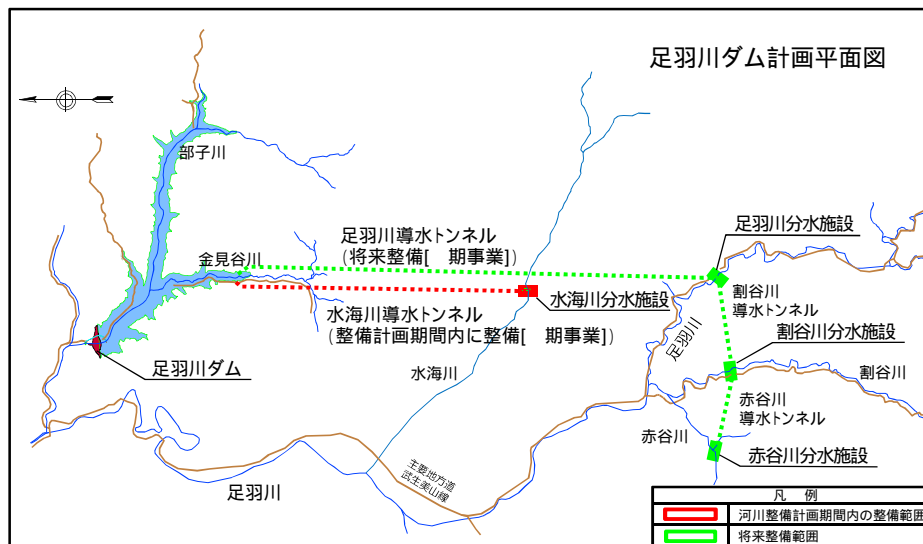 足羽川ダム計画平面図
部子川
足羽川分水施設
足羽川導水トンネル
(将来整備[ 期事業])
金見谷川
割谷川
導水トンネル
水海川分水施設
水海川導水トンネル
(整備計画期間内に整備[ 期事業])
足羽川
割谷川分水施設
足羽川ダム
水海川
割谷川
赤谷川
導水トンネル
赤谷川
赤谷川分水施設
主要地方道
武生美山線
足羽川
凡 例
河川整備計画期間内の整備範囲
将来整備範囲